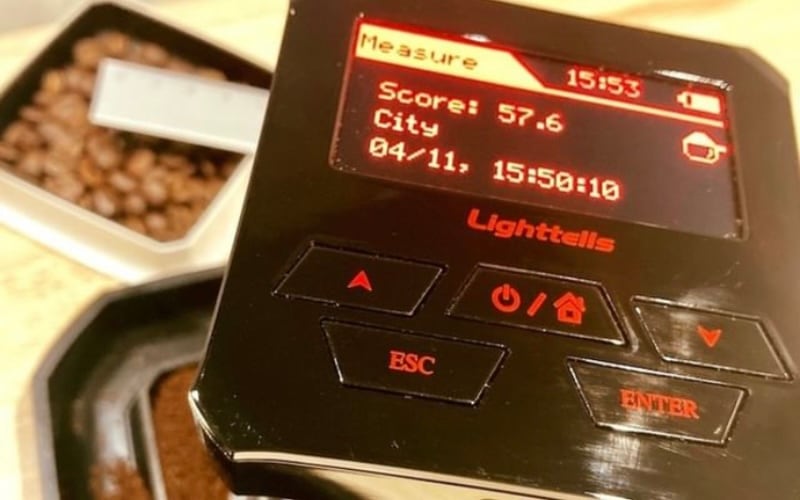 Measure 15:53
Score: 57.6
City
04/11, 15:50:10
Lighttells
/
ESC
ENTER